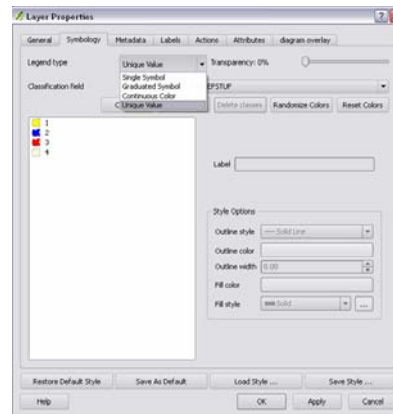 Layer Properties
General Symbology Metadata Labels Actions Attributes diagram overlay
Legend type Unique Value Transparency: 0%
Single Symbol
Graduated Symbol
Continuous Color
Unique Value
Classification field
Delete classes Randomize Colors Reset Colors
1
2
3
4
Label
Style Options
Outline style Solid Line
Outline color
Outline width 0.00
Fill color
Fill style Solid ...
Restore Default Style Save As Default Load Style ... Save Style ...
Help OK Apply Cancel